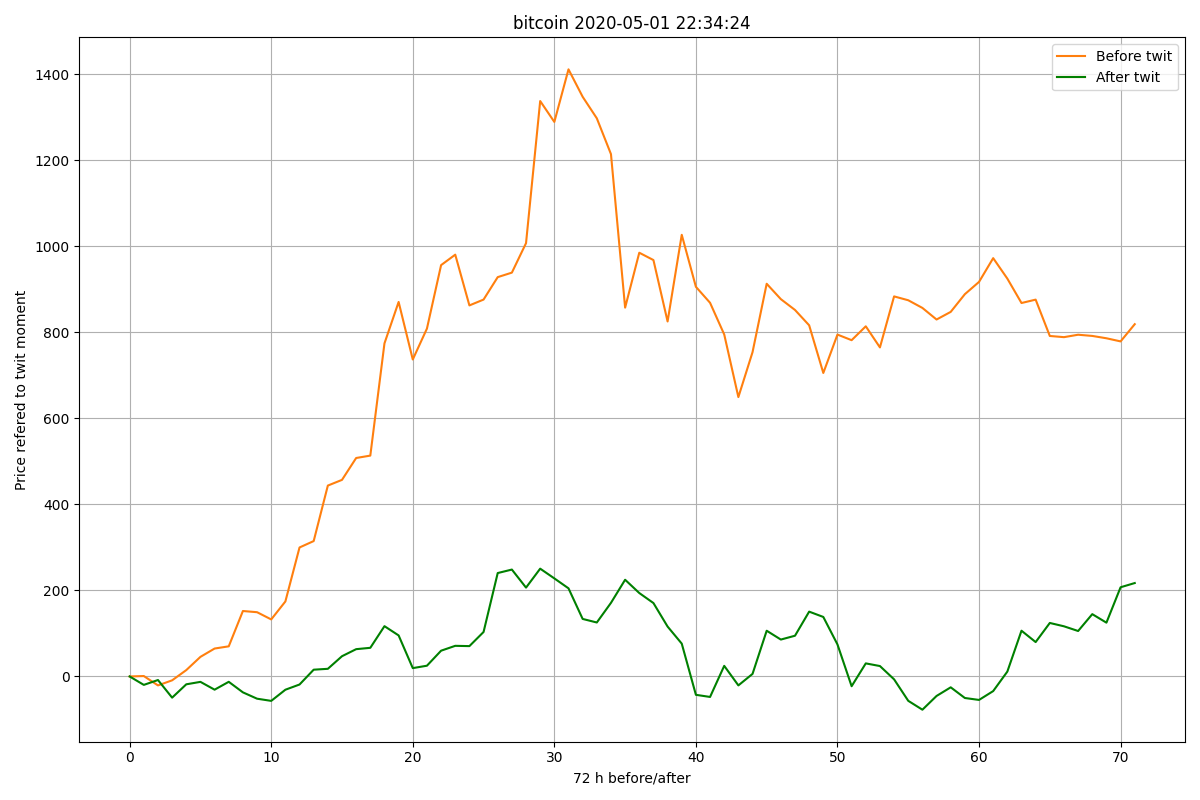 bitcoin 2020-05-01 22:34:24
Before twit
After twit
Price refered to twit moment
1400
1200
1000
800
600
400
200
0
0 10 20 30 40 50 60 70
72 h before/after